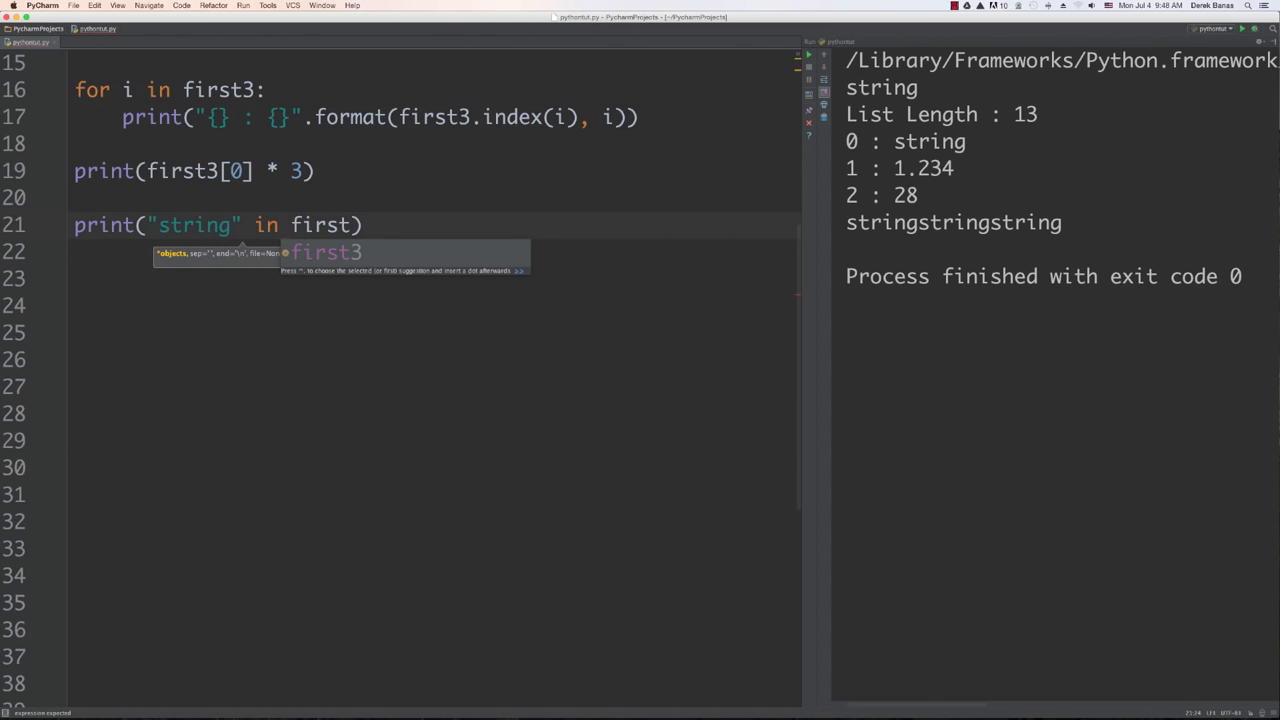 PyCharm File Edit View Navigate Code Refactor Run Tools VCS Window Help 10 Mon Jul 4 9:48 AM Derek Banas
pythontut.py - PycharmProjects - [~/PycharmProjects]
PycharmProjects pythontut.py pythontut
pythontut.py Run pythontut
15
16 for i in first3:
17 print("{} : {}".format(first3.index(i), i))
18
19 print(first3[0] * 3)
20
21 print("string" in first)
22 *objects, sep="", end="\n", file=Non first3
Press ^. to choose the selected (or first) suggestion and insert a dot afterwards >>
23
24
25
26
27
28
29
30
31
32
33
34
35
36
37
38
/Library/Frameworks/Python.framework
string
List Length : 13
0 : string
1 : 1.234
2 : 28
stringstringstring
Process finished with exit code 0
expression expected 21:24 LF‡ UTF-8‡